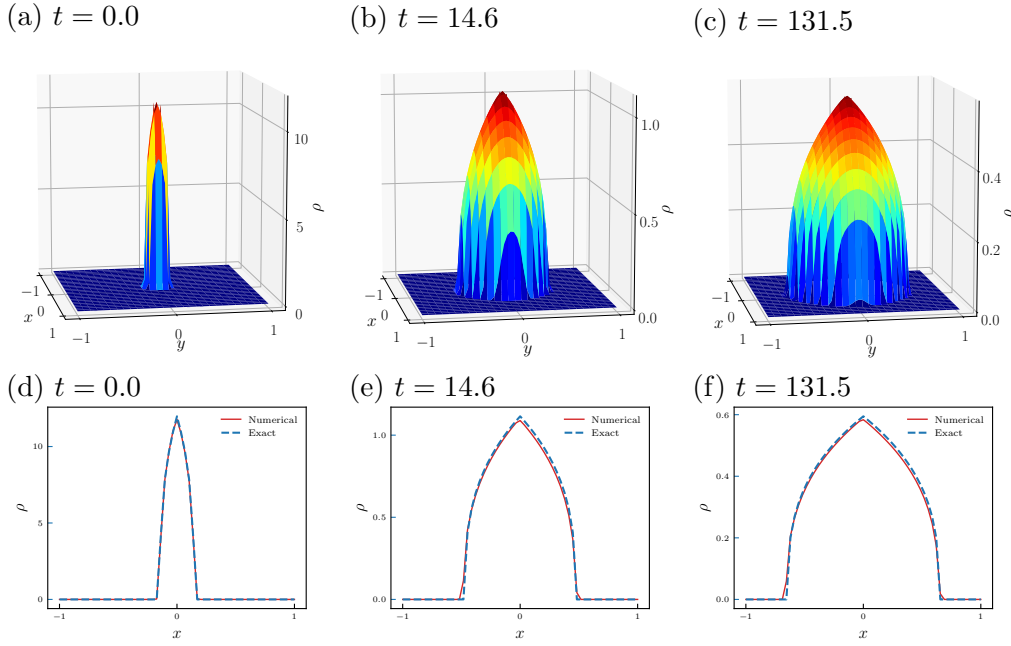 (a) t = 0.0
10
5
0
ρ
−1
0
1
x
−1
0
1
y
(b) t = 14.6
1.0
0.5
0.0
ρ
−1
0
1
x
−1
0
1
y
(c) t = 131.5
0.4
0.2
0.0
ρ
−1
0
1
x
−1
0
1
y
(d) t = 0.0
Numerical
Exact
10
5
0
ρ
−1
0
1
x
(e) t = 14.6
Numerical
Exact
1.0
0.5
0.0
ρ
−1
0
1
x
(f) t = 131.5
Numerical
Exact
0.6
0.4
0.2
0.0
ρ
−1
0
1
x